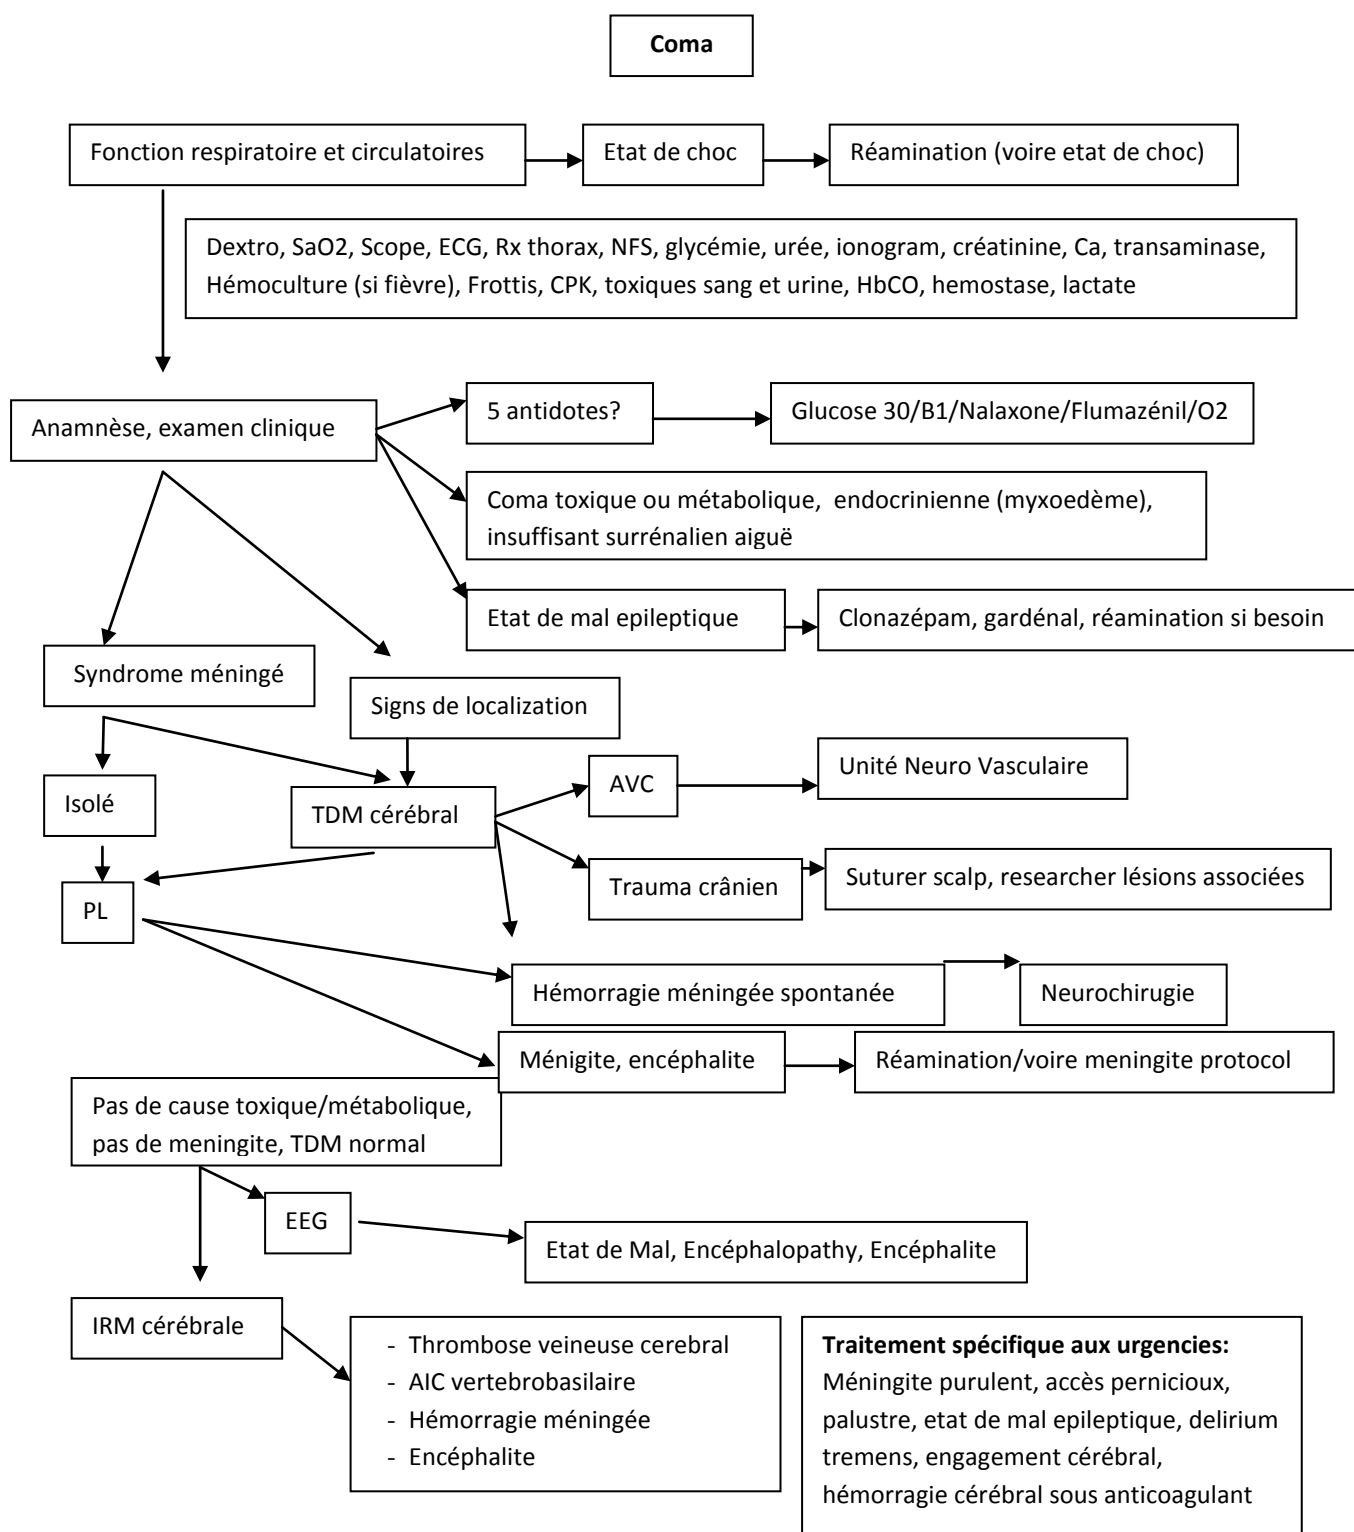 Coma
Fonction respiratoire et circulatoires
Etat de choc
Réamination (voire etat de choc)
Dextro, SaO2, Scope, ECG, Rx thorax, NFS, glycémie, urée, ionogram, créatinine, Ca, transaminase,
Hémoculture (si fièvre), Frottis, CPK, toxiques sang et urine, HbCO, hemostase, lactate
Anamnèse, examen clinique
5 antidotes?
Glucose 30/B1/Nalaxone/Flumazénil/O2
Coma toxique ou métabolique, endocrinienne (myxoedème),
insuffisant surrénalien aiguë
Etat de mal epileptique
Clonazépam, gardénal, réamination si besoin
Syndrome méningé
Signs de localization
Isolé
TDM cérébral
AVC
Unité Neuro Vasculaire
Trauma crânien
Suturer scalp, researcher lésions associées
PL
Hémorragie méningée spontanée
Neurochirugie
Ménigite, encéphalite
Réamination/voire meningite protocol
Pas de cause toxique/métabolique,
pas de meningite, TDM normal
EEG
Etat de Mal, Encéphalopathy, Encéphalite
IRM cérébrale
- Thrombose veineuse cerebral
- AIC vertebrobasilaire
- Hémorragie méningée
- Encéphalite
Traitement spécifique aux urgencies:
Méningite purulent, accès pernicioux,
palustre, etat de mal epileptique, delirium
tremens, engagement cérébral,
hémorragie cérébral sous anticoagulant